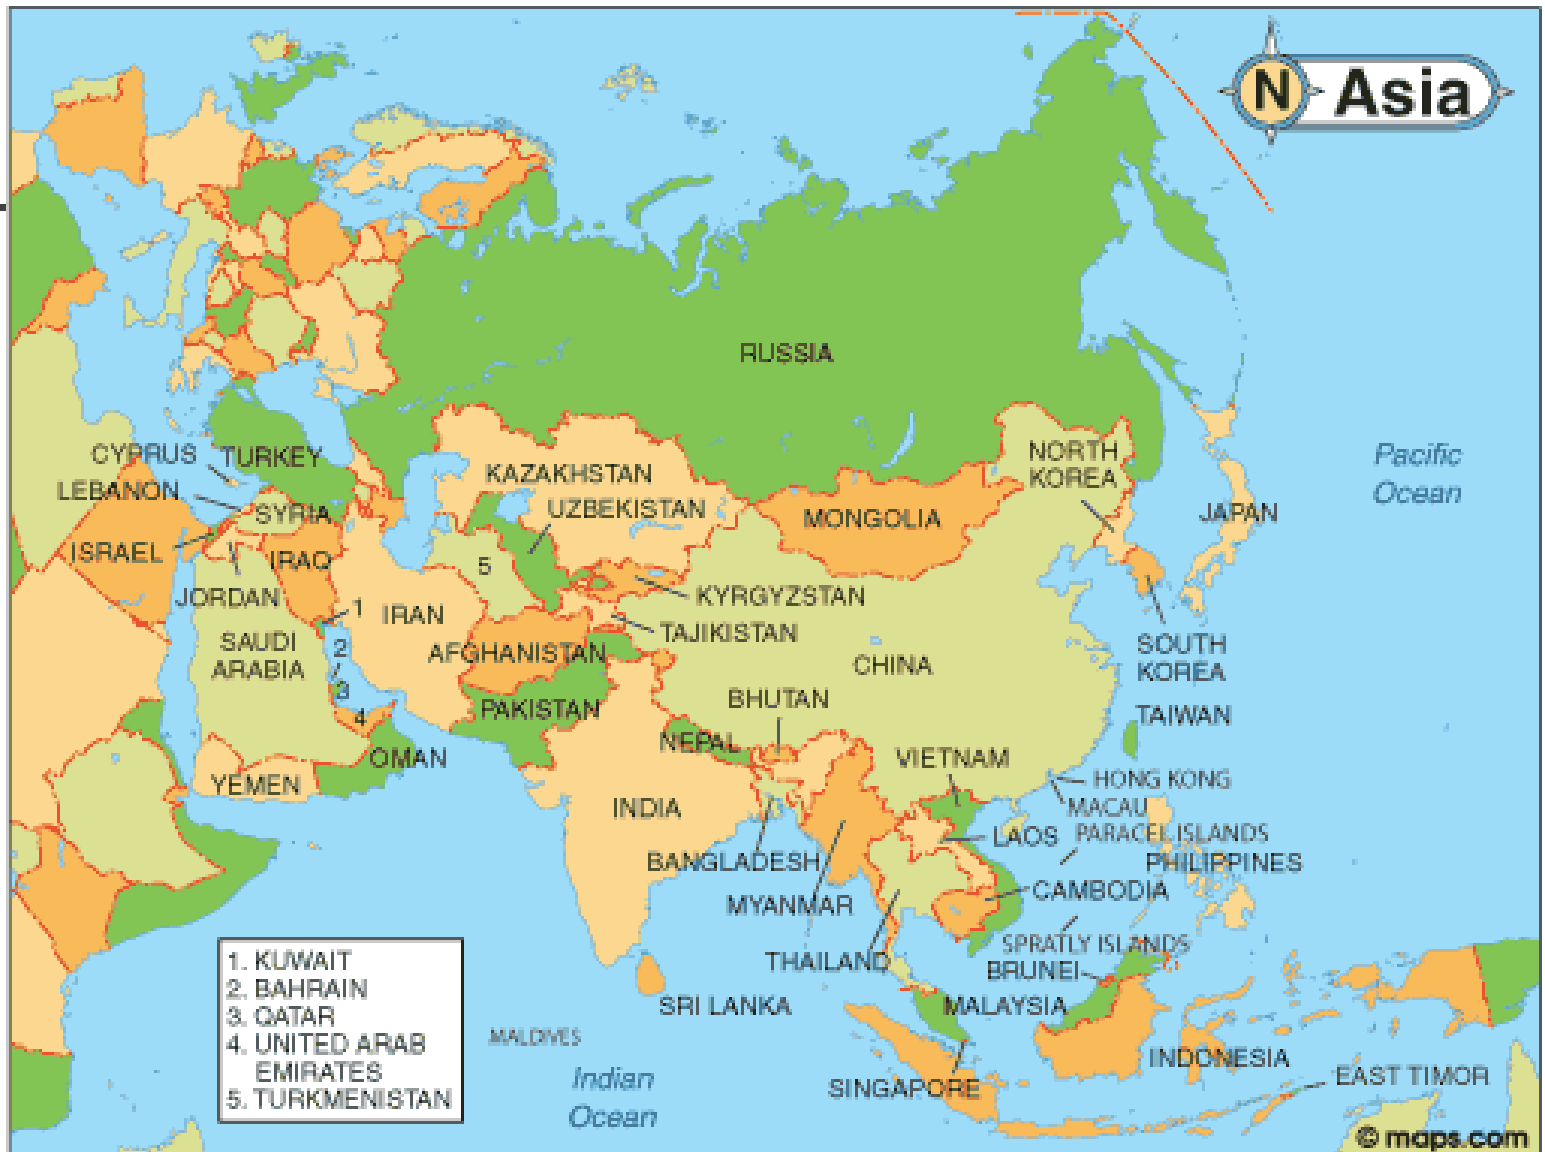 N Asia
RUSSIA
Pacific
Ocean
CYPRUS
TURKEY
LEBANON
SYRIA
ISRAEL
IRAQ
JORDAN
SAUDI
ARABIA
1
2
3
4
IRAN
OMAN
YEMEN
KAZAKHSTAN
UZBEKISTAN
5
KYRGYZSTAN
TAJIKISTAN
AFGHANISTAN
PAKISTAN
MONGOLIA
NORTH
KOREA
JAPAN
SOUTH
KOREA
CHINA
BHUTAN
NEPAL
TAIWAN
VIETNAM
HONG KONG
MACAU
INDIA
LAOS
PARACEL ISLANDS
PHILIPPINES
BANGLADESH
CAMBODIA
MYANMAR
SPRATLY ISLANDS
THAILAND
BRUNEI
SRI LANKA
MALAYSIA
MALDIVES
INDONESIA
SINGAPORE
EAST TIMOR
Indian
Ocean
1. KUWAIT
2. BAHRAIN
3. QATAR
4. UNITED ARAB
EMIRATES
5. TURKMENISTAN
© maps.com